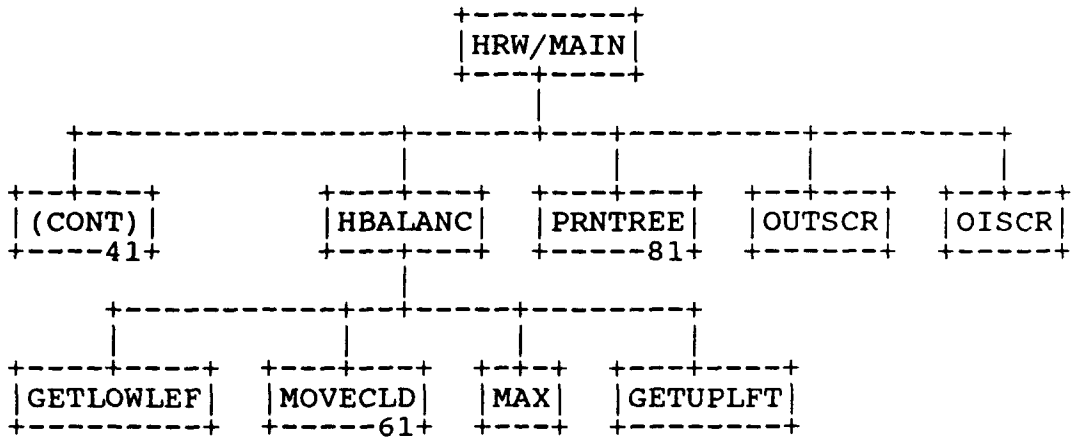 HRW/MAIN
(CONT) HBALANC PRNTREE OUTSCR OISCR
41 81
GETLOWLEF MOVECLD MAX GETUPLFT
61